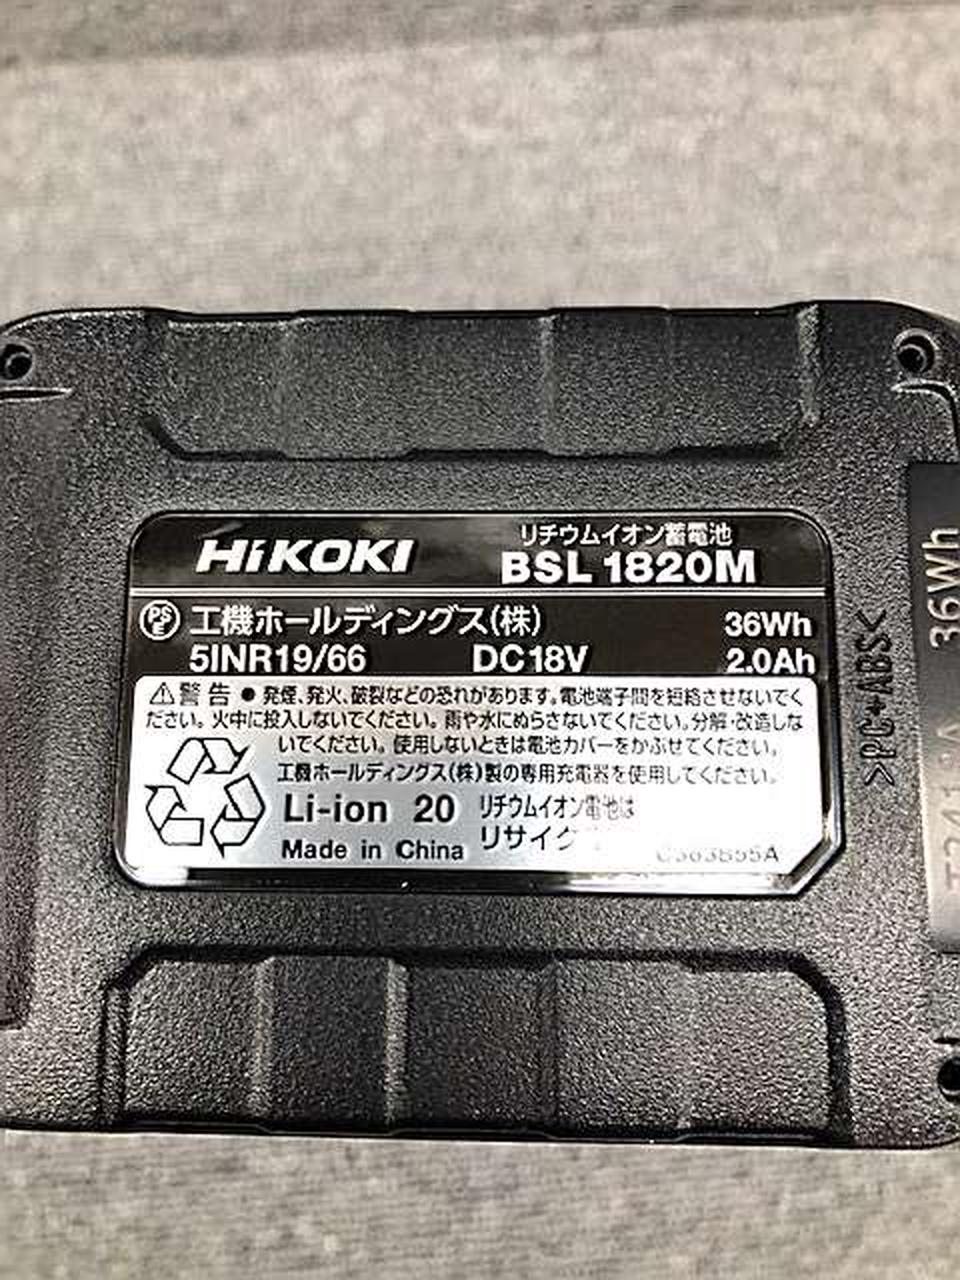 HiKOKI
リチウムイオン蓄電池
BSL 1820M
PSE 工機ホールディングス(株)
36Wh
5INR19/66 DC18V 2.0Ah
⚠警告 ● 発煙、発火、破裂などの恐れがあります。電池端子間を短絡させないでく
ださい。火中に投入しないでください。雨や水にぬらさないでください。分解・改造しな
いでください。使用しないときは電池カバーをかぶせてください。
工機ホールディングス(株)製の専用充電器を使用してください。
Li-ion 20
リチウムイオン電池は
リサイク
Made in China
C363855A
>PC+ABS<
36Wh